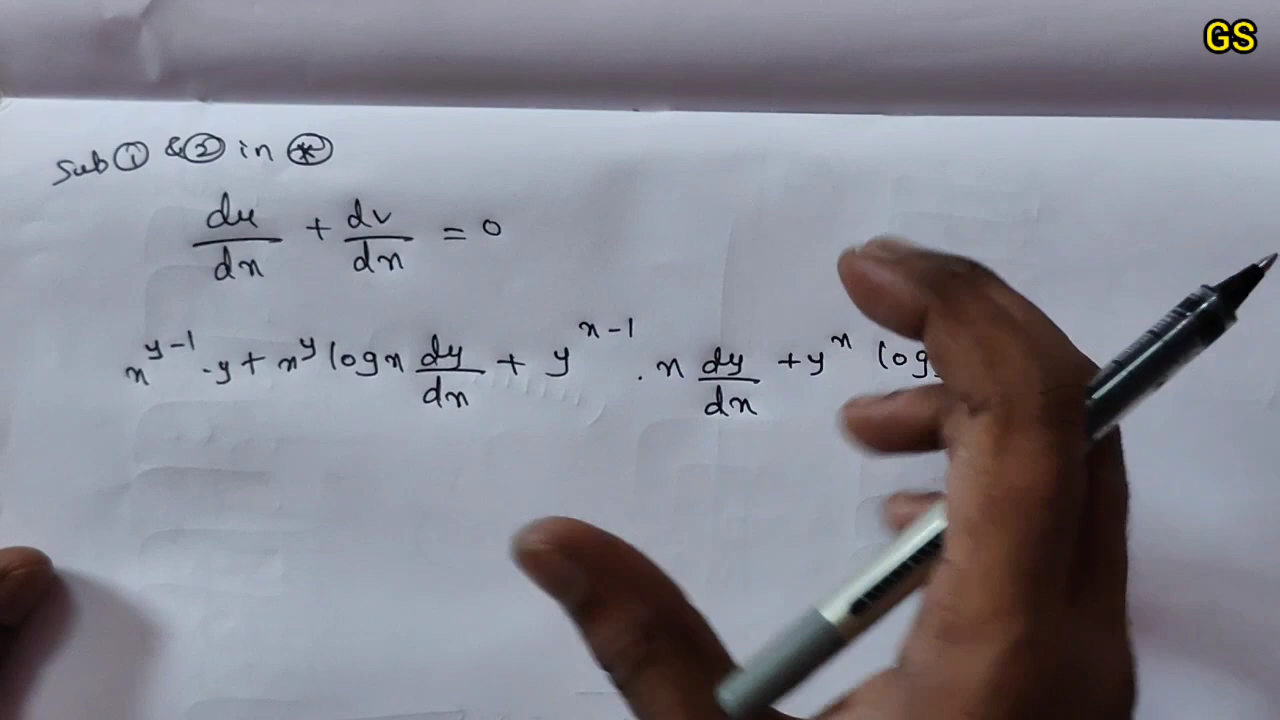 GS
Sub ① & ② in ⊛
du/dx + dv/dx = 0
x^(y-1) . y + x^y log x dy/dx + y^(x-1) . x dy/dx + y^x log